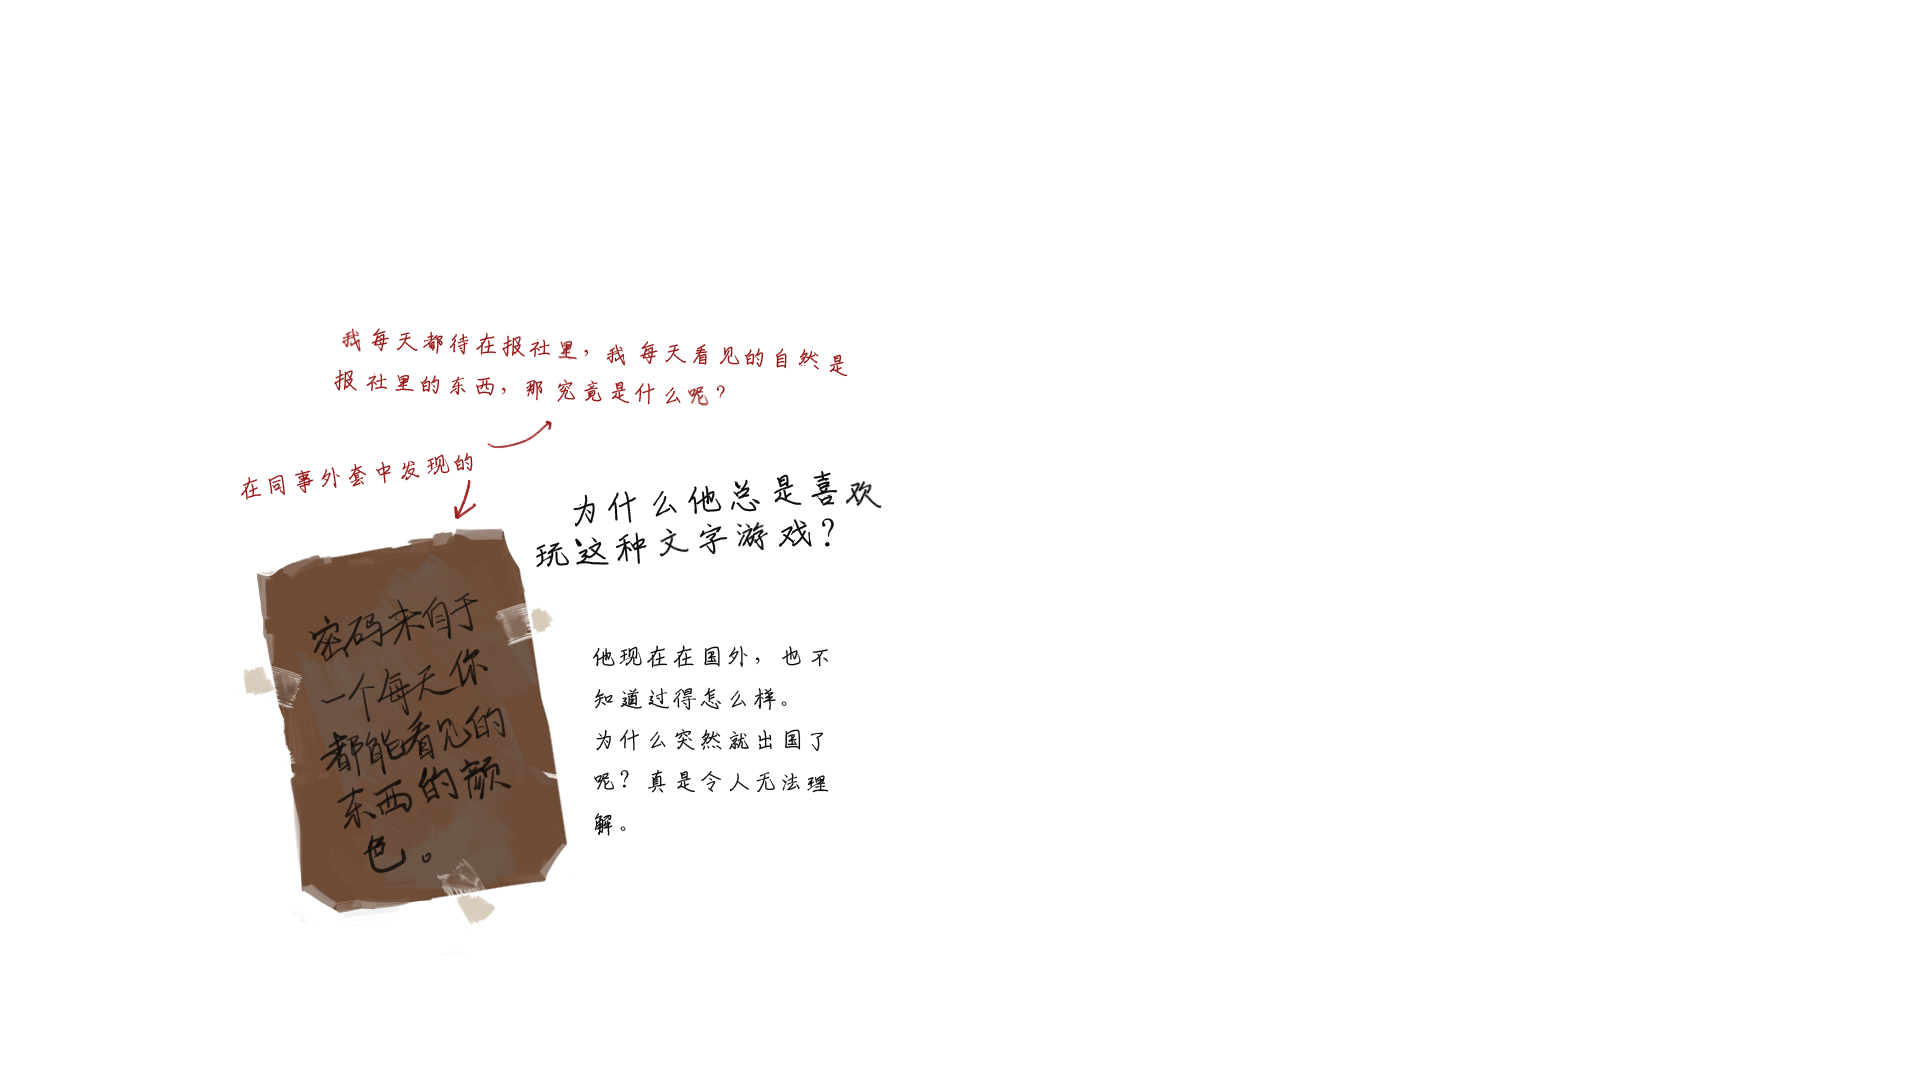 我每天都待在报社里，我每天看见的自然是
报社里的东西，那究竟是什么呢？
在同事外套中发现的
为什么他总是喜欢
玩这种文字游戏？
密码来自于
一个每天你
都能看见的
东西的颜
色。
他现在在国外，也不
知道过得怎么样。
为什么突然就出国了
呢？真是令人无法理
解。